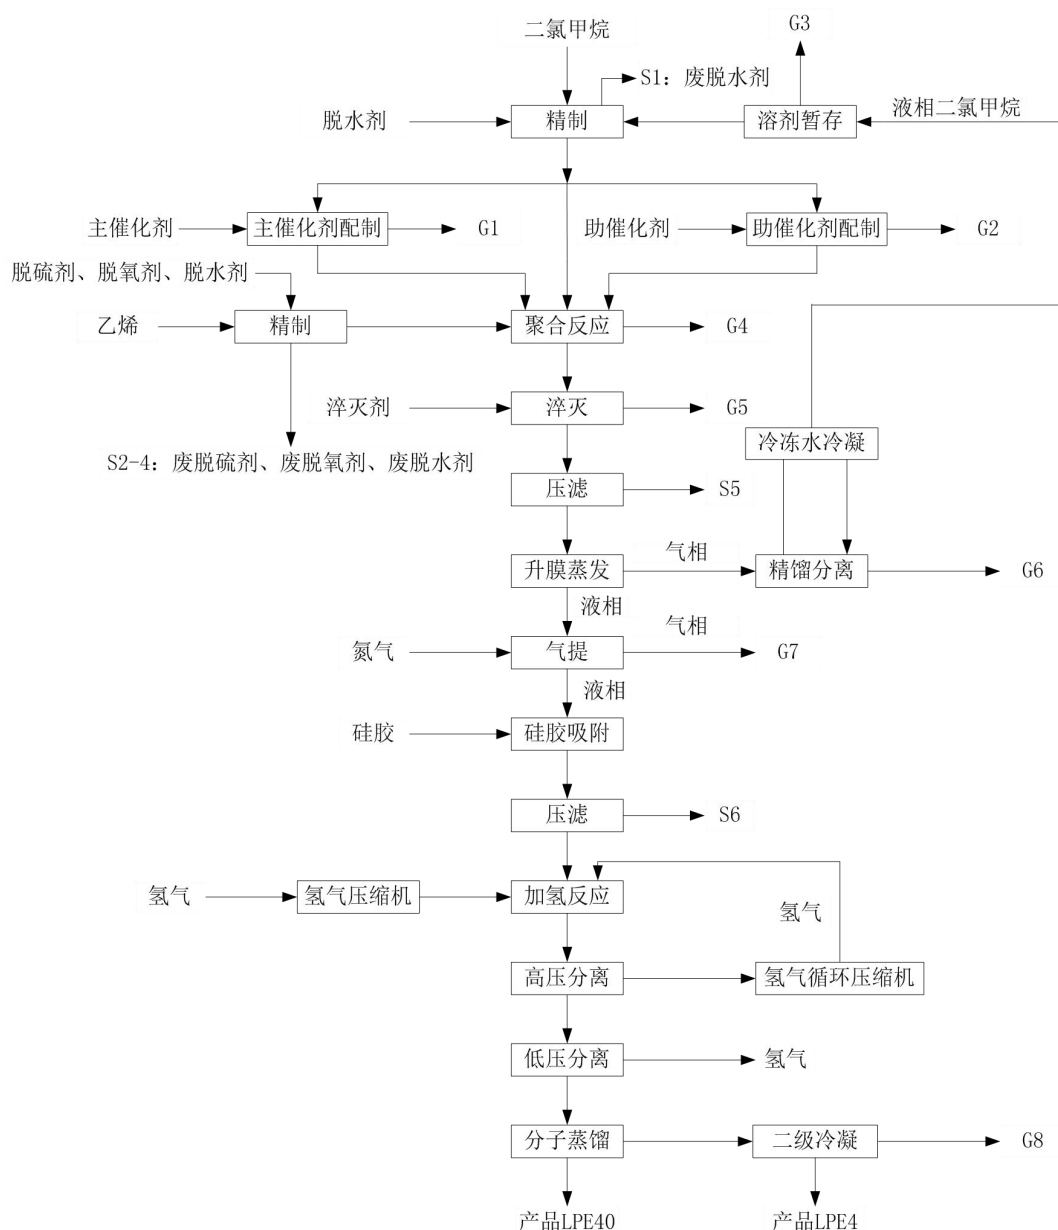 二氯甲烷
G3
S1：废脱水剂
脱水剂
精制
溶剂暂存
液相二氯甲烷
主催化剂
主催化剂配制
G1
助催化剂
助催化剂配制
G2
脱硫剂、脱氧剂、脱水剂
乙烯
精制
聚合反应
G4
淬灭剂
淬灭
G5
冷冻水冷凝
S2-4：废脱硫剂、废脱氧剂、废脱水剂
压滤
S5
气相
升膜蒸发
精馏分离
G6
液相
气相
氮气
气提
G7
液相
硅胶
硅胶吸附
压滤
S6
氢气
氢气压缩机
加氢反应
氢气
高压分离
氢气循环压缩机
低压分离
氢气
分子蒸馏
二级冷凝
G8
产品LPE40
产品LPE4